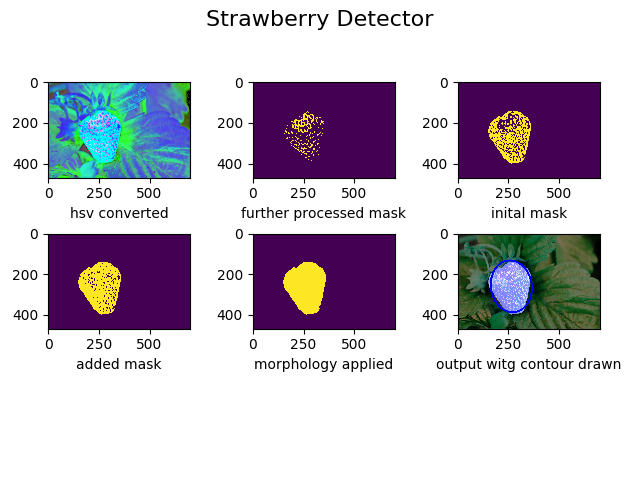 Strawberry Detector
0
200
400
0 250 500
hsv converted
0
200
400
0 250 500
further processed mask
0
200
400
0 250 500
inital mask
0
200
400
0 250 500
added mask
0
200
400
0 250 500
morphology applied
0
200
400
0 250 500
output witg contour drawn